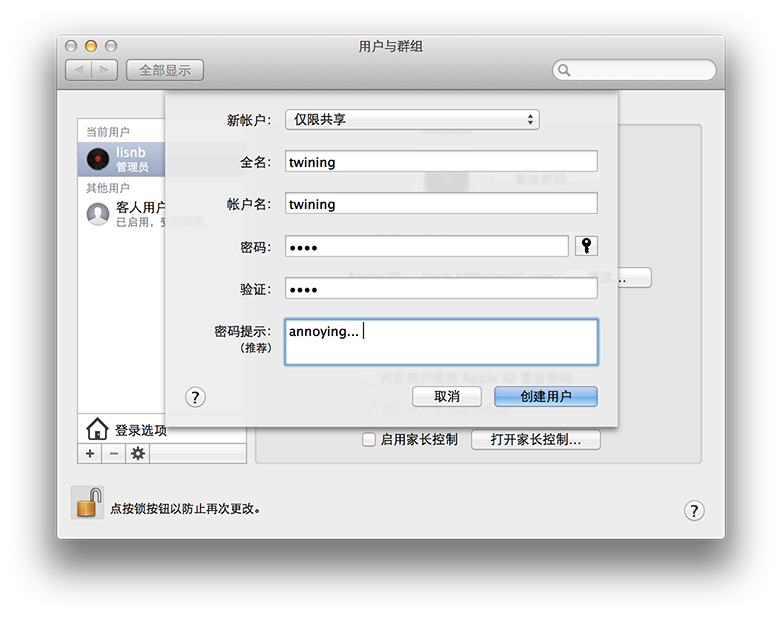 用户与群组
全部显示
当前用户
lisnb
管理员
其他用户
客人用户
已启用，
登录选项
新帐户： 仅限共享
全名： twining
帐户名： twining
密码： ••••
验证： ••••
密码提示： annoying...
（推荐）
? 取消 创建用户
启用家长控制 打开家长控制...
点按锁按钮以防止再次更改。
?